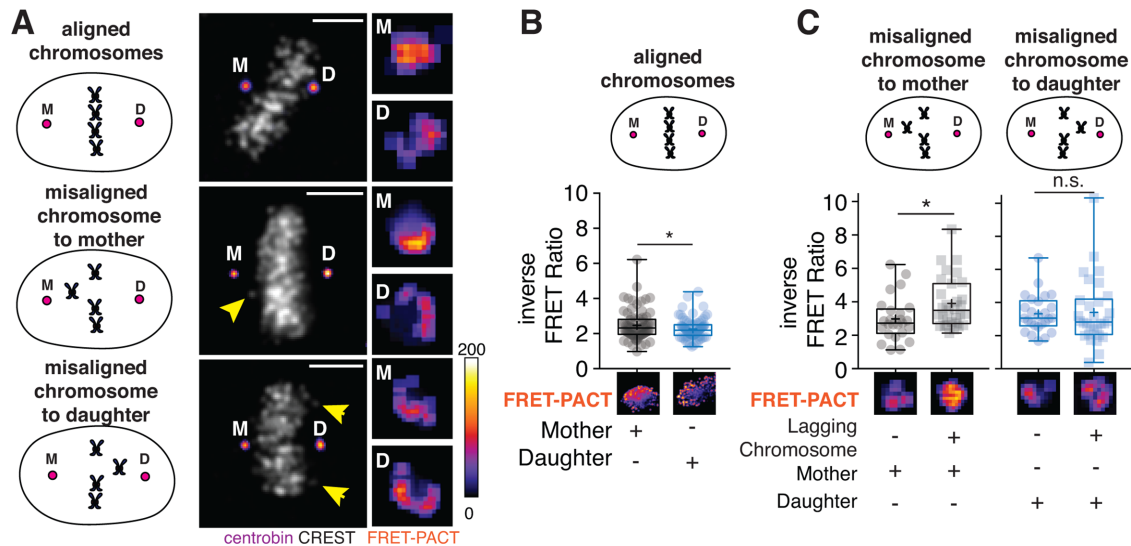 A
aligned
chromosomes
M
D
misaligned
chromosome
to mother
M
D
misaligned
chromosome
to daughter
M
D
M
D
M
D
M
D
M
D
M
D
M
D
200
0
centrobin CREST FRET-PACT
B
aligned
chromosomes
M
D
inverse
FRET Ratio
10
8
6
4
2
0
*
FRET-PACT
Mother + -
Daughter - +
C
misaligned
chromosome
to mother
misaligned
chromosome
to daughter
M
D
M
D
inverse
FRET Ratio
10
8
6
4
2
0
*
n.s.
FRET-PACT
Lagging
Chromosome - + - +
Mother + + - -
Daughter - - + +